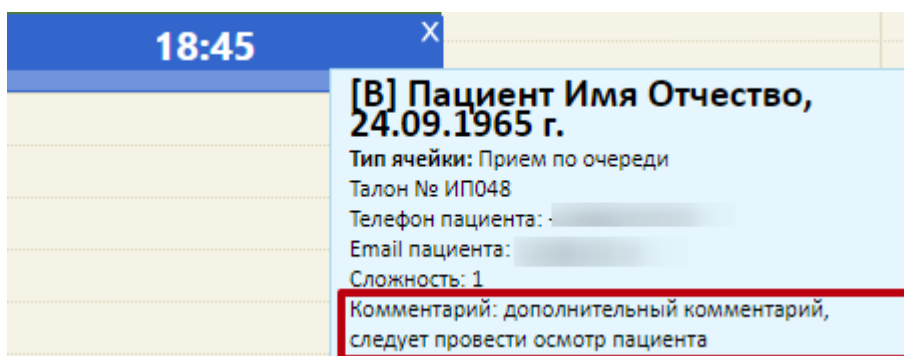 18:45
X
[В] Пациент Имя Отчество,
24.09.1965 г.
Тип ячейки: Прием по очереди
Талон № ИП048
Телефон пациента: -
Email пациента:
Сложность: 1
Комментарий: дополнительный комментарий,
следует провести осмотр пациента